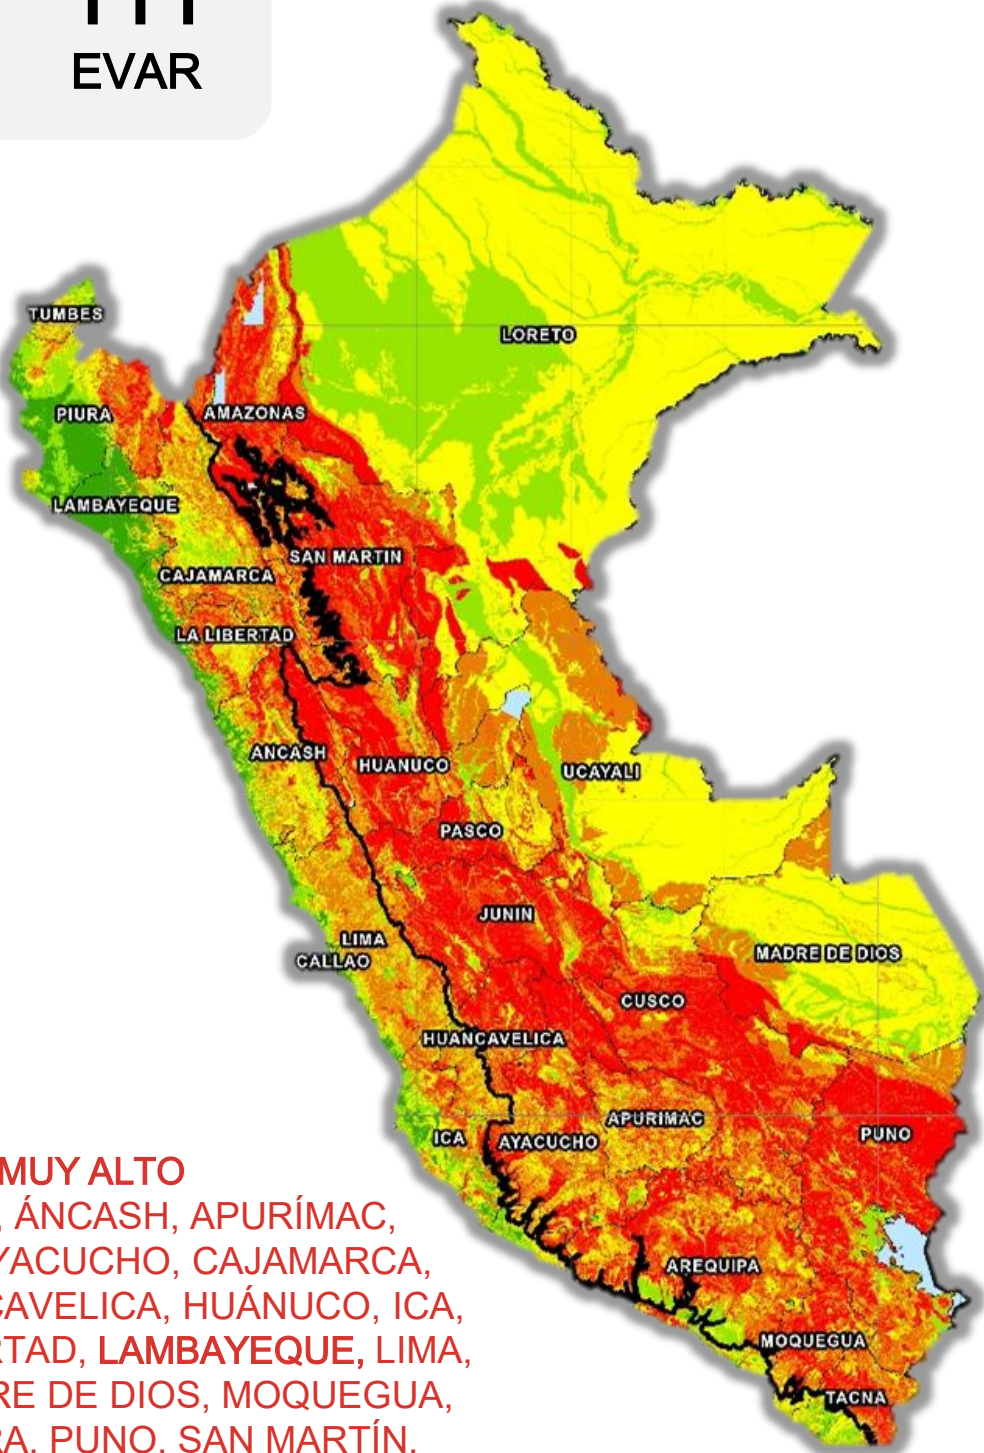 EVAR
TUMBES
LORETO
PIURA
AMAZONAS
LAMBAYEQUE
SAN MARTIN
CAJAMARCA
LA LIBERTAD
ANCASH
HUANUCO
UCAYALI
PASCO
JUNIN
LIMA
CALLAO
MADRE DE DIOS
CUSCO
HUANCAVELICA
APURIMAC
ICA
AYACUCHO
PUNO
AREQUIPA
MOQUEGUA
TACNA
MUY ALTO
, ÁNCASH, APURÍMAC,
YACUCHO, CAJAMARCA,
CAVELICA, HUÁNUCO, ICA,
RTAD, LAMBAYEQUE, LIMA,
RE DE DIOS, MOQUEGUA,
RA, PUNO, SAN MARTÍN,